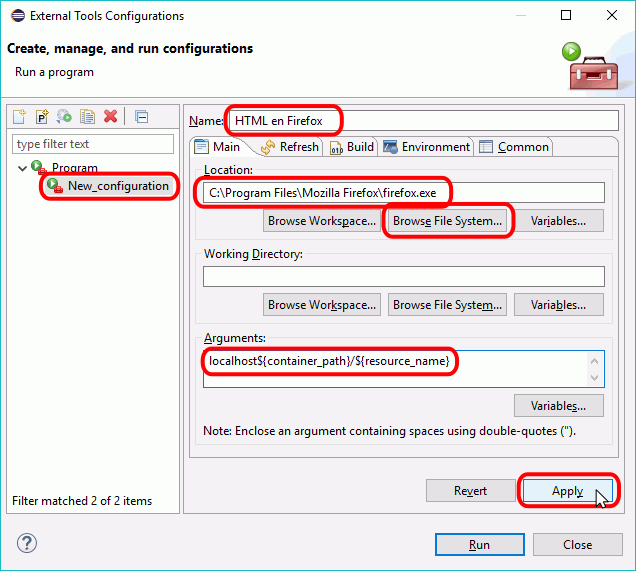 External Tools Configurations
Create, manage, and run configurations
Run a program
type filter text
Program
New_configuration
Filter matched 2 of 2 items
Name: HTML en Firefox
Main Refresh Build Environment Common
Location:
C:\Program Files\Mozilla Firefox\firefox.exe
Browse Workspace... Browse File System... Variables...
Working Directory:
Browse Workspace... Browse File System... Variables...
Arguments:
localhost${container_path}/${resource_name}
Variables...
Note: Enclose an argument containing spaces using double-quotes (").
Revert Apply
Run Close